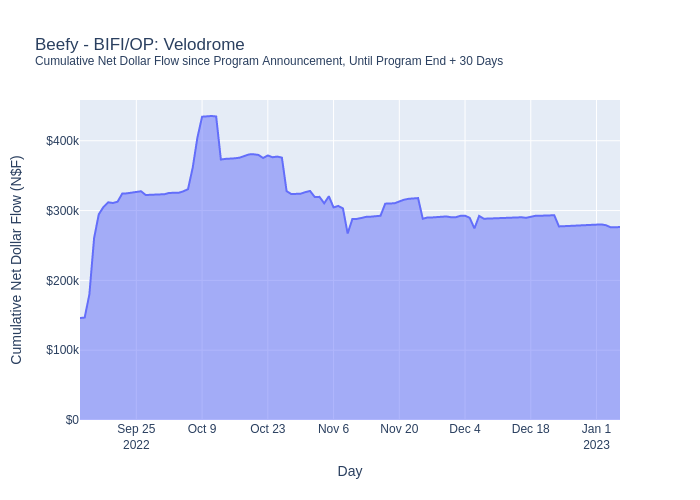 Beefy - BIFI/OP: Velodrome
Cumulative Net Dollar Flow since Program Announcement, Until Program End + 30 Days
Cumulative Net Dollar Flow (N$F)
$400k
$300k
$200k
$100k
$0
Sep 25
2022
Oct 9
Oct 23
Nov 6
Nov 20
Dec 4
Dec 18
Jan 1
2023
Day